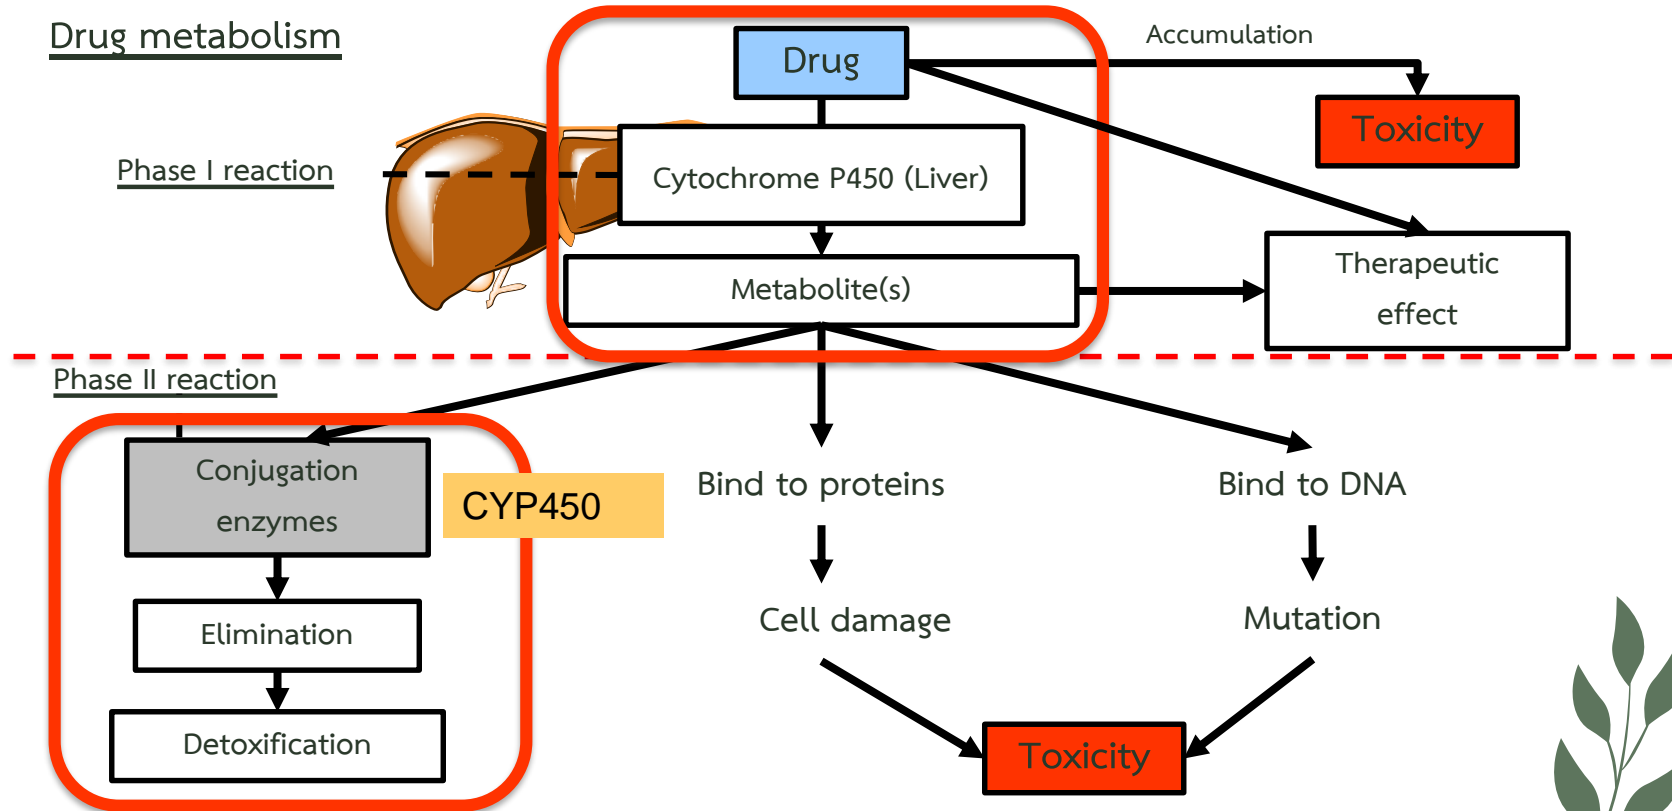 Drug metabolism
Drug
Accumulation
Toxicity
Phase I reaction
Cytochrome P450 (Liver)
Metabolite(s)
Therapeutic
effect
Phase II reaction
Conjugation
enzymes
CYP450
Bind to proteins
Bind to DNA
Elimination
Cell damage
Mutation
Detoxification
Toxicity